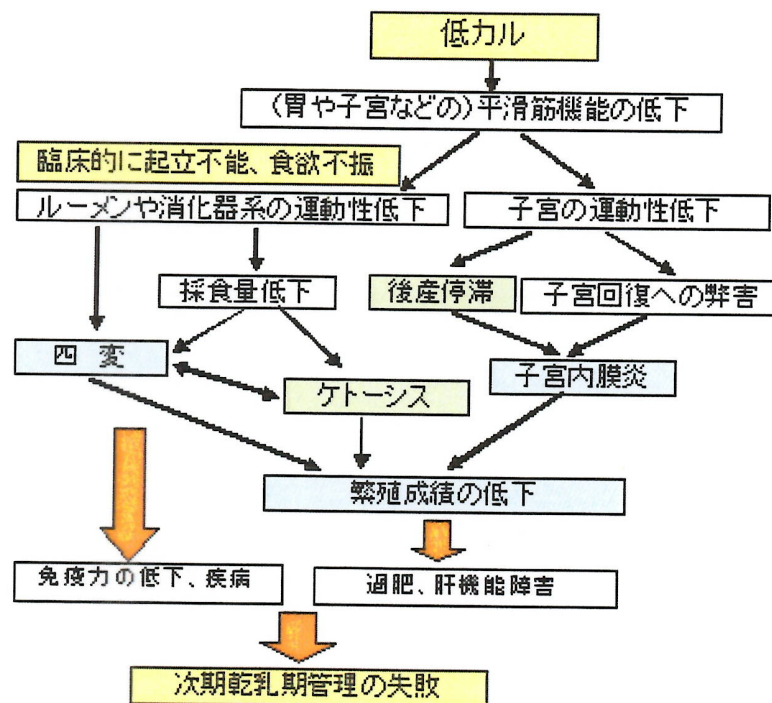 低カル
（胃や子宮などの）平滑筋機能の低下
臨床的に起立不能、食欲不振
ルーメンや消化器系の運動性低下
子宮の運動性低下
採食量低下
後産停滞
子宮回復への弊害
四 変
ケトーシス
子宮内膜炎
繁殖成績の低下
免疫力の低下、疾病
過肥、肝機能障害
次期乾乳期管理の失敗